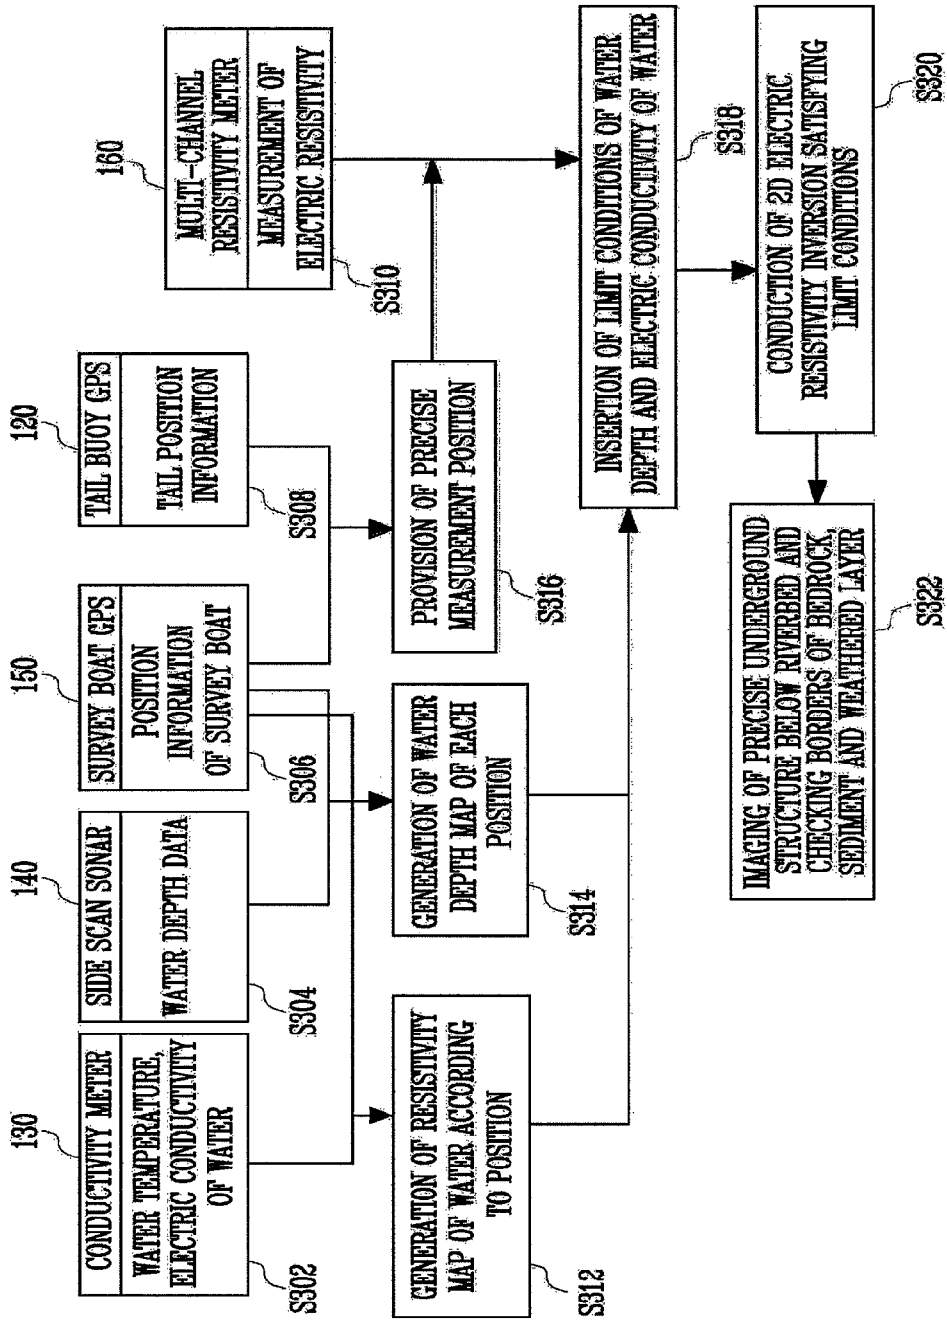 130
CONDUCTIVITY METER
WATER TEMPERATURE,
ELECTRIC CONDUCTIVITY
OF WATER
S302
140
SIDE SCAN SONAR
WATER DEPTH DATA
S304
150
SURVEY BOAT GPS
POSITION
INFORMATION
OF SURVEY BOAT
S306
120
TAIL BUOY GPS
TAIL POSITION
INFORMATION
S308
160
MULTI-CHANNEL
RESISTIVITY METER
MEASUREMENT OF
ELECTRIC RESISTIVITY
S310
GENERATION OF RESISTIVITY
MAP OF WATER ACCORDING
TO POSITION
S312
GENERATION OF WATER
DEPTH MAP OF EACH
POSITION
S314
PROVISION OF PRECISE
MEASUREMENT POSITION
S316
INSERTION OF LIMIT CONDITIONS OF WATER
DEPTH AND ELECTRIC CONDUCTIVITY OF WATER
S318
CONDUCTION OF 2D ELECTRIC
RESISTIVITY INVERSION SATISFYING
LIMIT CONDITIONS
S320
IMAGING OF PRECISE UNDERGROUND
STRUCTURE BELOW RIVERBED AND
CHECKING BORDERS OF BEDROCK,
SEDIMENT AND WEATHERED LAYER
S322